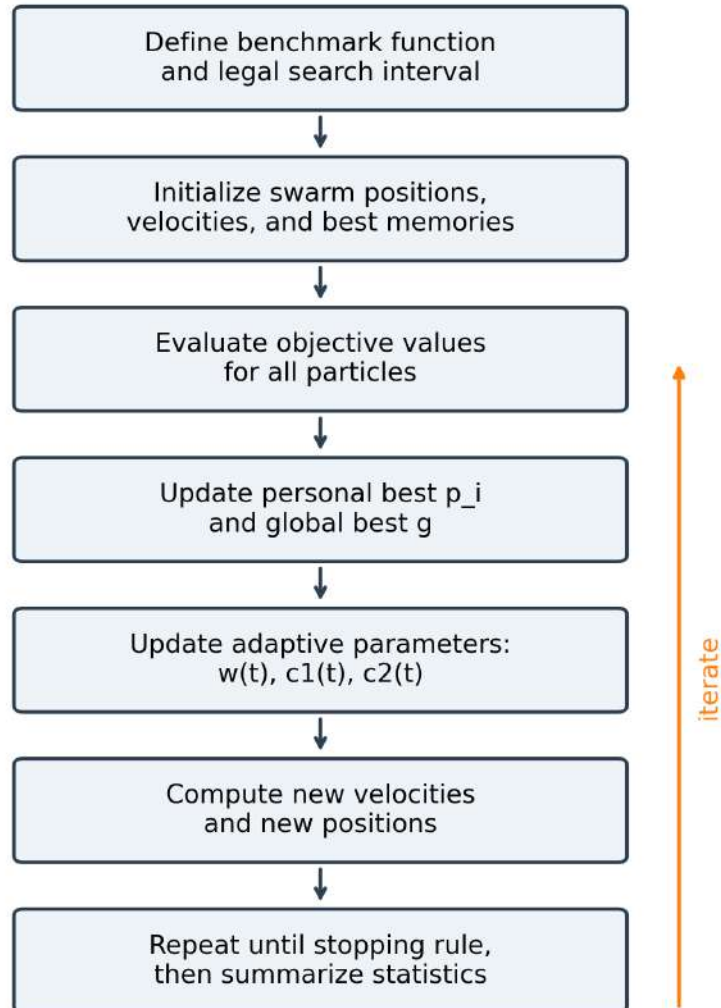 Define benchmark function
and legal search interval
Initialize swarm positions,
velocities, and best memories
Evaluate objective values
for all particles
Update personal best p_i
and global best g
Update adaptive parameters:
w(t), c1(t), c2(t)
Compute new velocities
and new positions
Repeat until stopping rule,
then summarize statistics
iterate